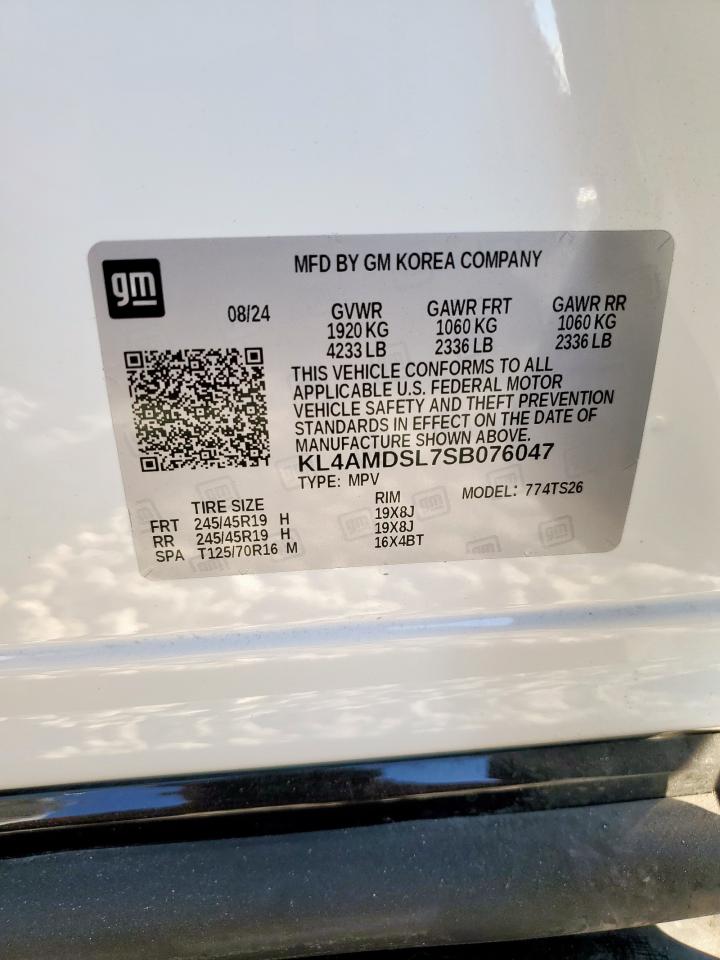 gm
MFD BY GM KOREA COMPANY
08/24 GVWR GAWR FRT GAWR RR
1920 KG 1060 KG 1060 KG
4233 LB 2336 LB 2336 LB
THIS VEHICLE CONFORMS TO ALL
APPLICABLE U.S. FEDERAL MOTOR
VEHICLE SAFETY AND THEFT PREVENTION
STANDARDS IN EFFECT ON THE DATE OF
MANUFACTURE SHOWN ABOVE.
KL4AMDSL7SB076047
TYPE: MPV MODEL: 774TS26
TIRE SIZE RIM
FRT 245/45R19 H 19X8J
RR 245/45R19 H 19X8J
SPA T125/70R16 M 16X4BT